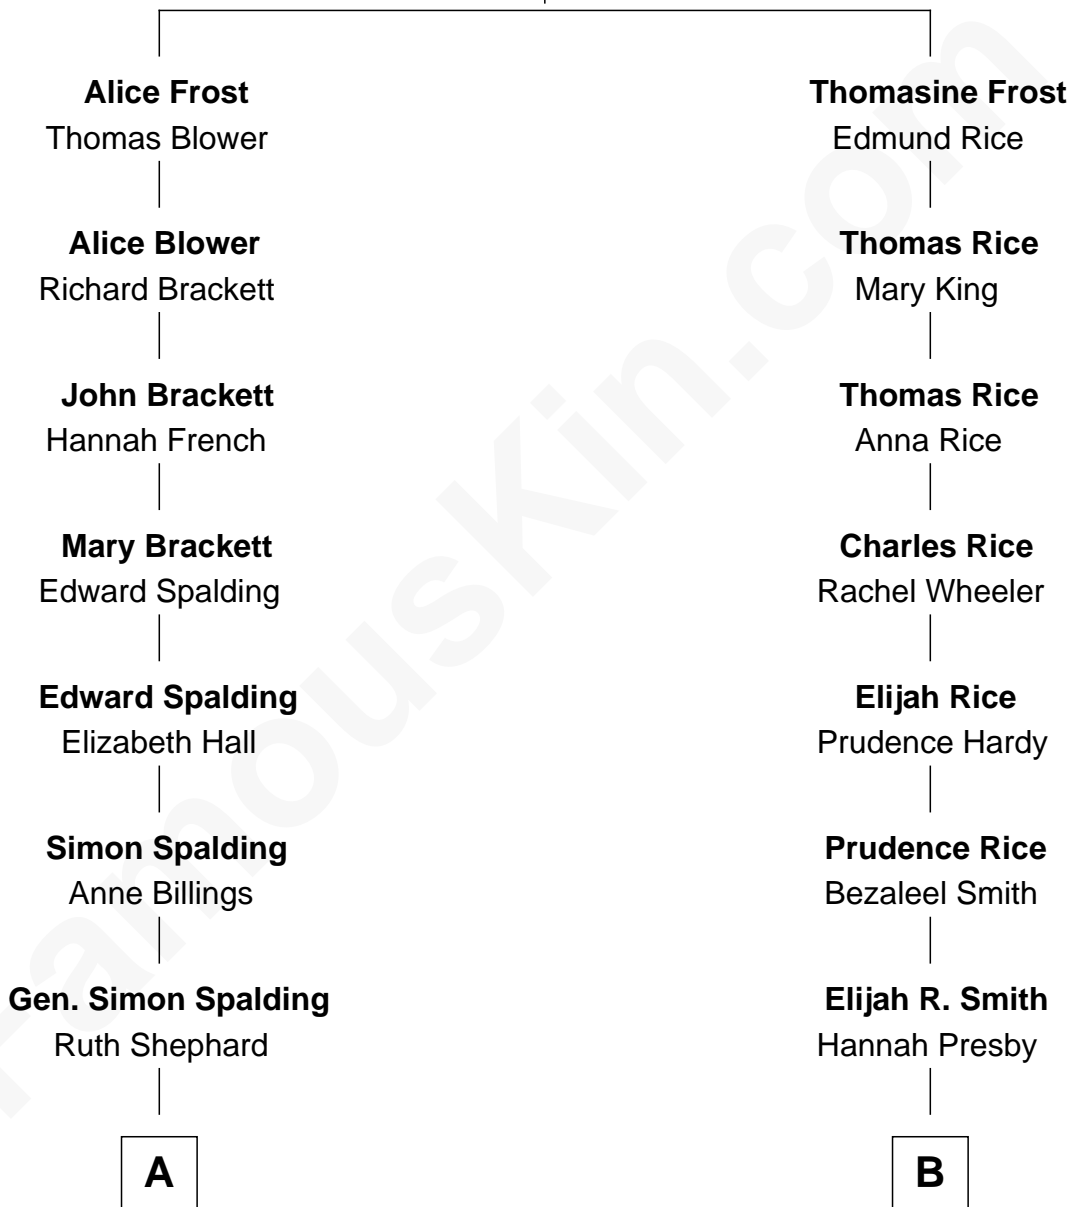 Alice Frost
Thomas Blower
Alice Blower
Richard Brackett
John Brackett
Hannah French
Mary Brackett
Edward Spalding
Edward Spalding
Elizabeth Hall
Simon Spalding
Anne Billings
Gen. Simon Spalding
Ruth Shephard
A
Thomasine Frost
Edmund Rice
Thomas Rice
Mary King
Thomas Rice
Anna Rice
Charles Rice
Rachel Wheeler
Elijah Rice
Prudence Hardy
Prudence Rice
Bezaleel Smith
Elijah R. Smith
Hannah Presby
B
FamousKin.com